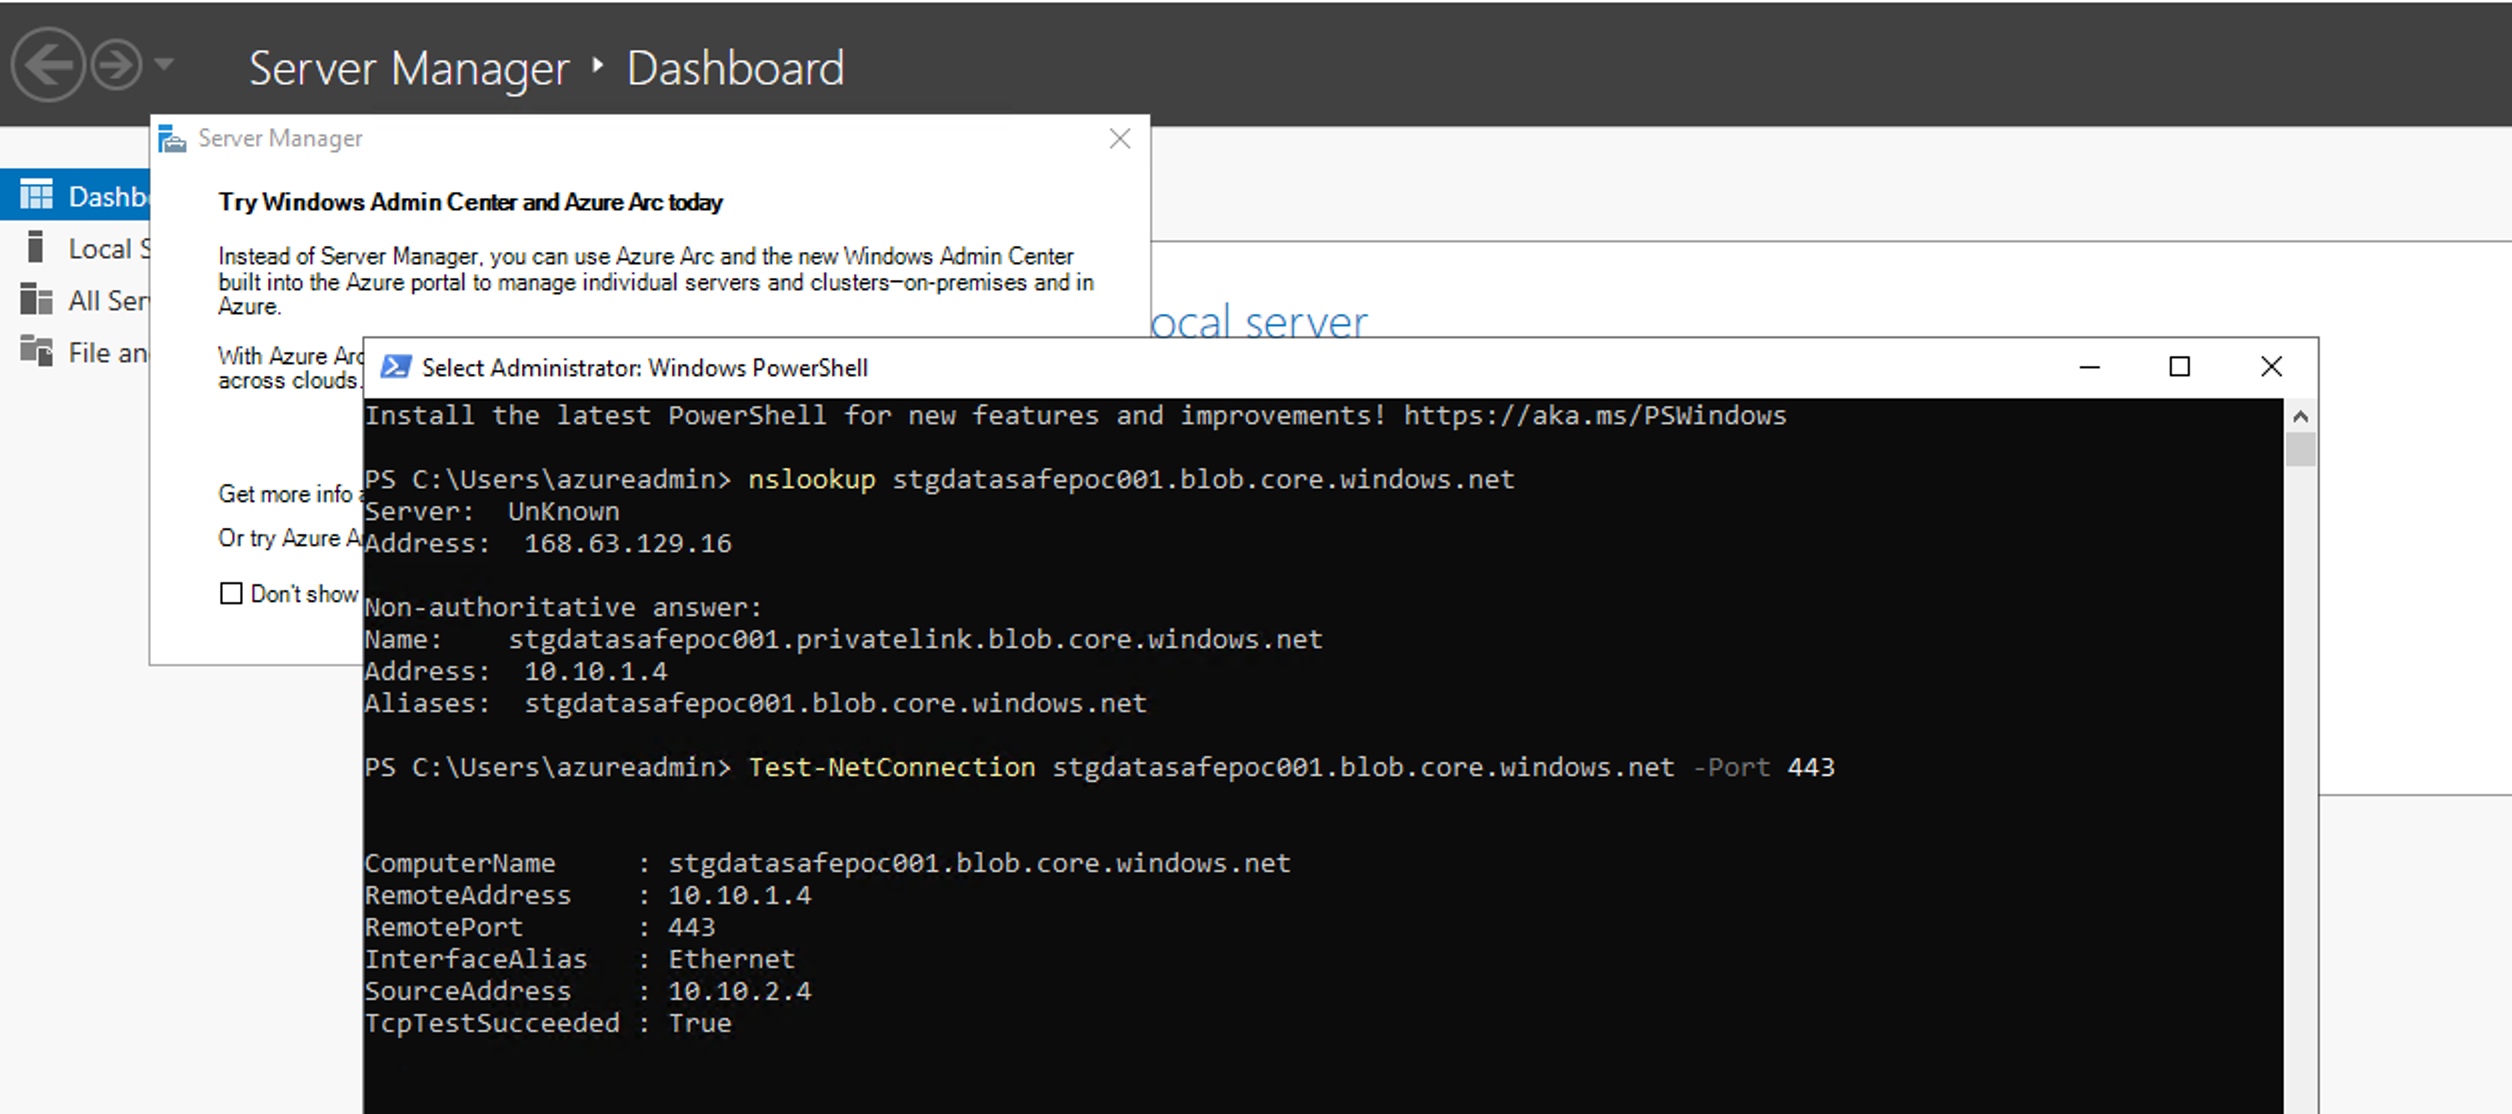 Server Manager ‣ Dashboard
Server Manager
Dashb
Try Windows Admin Center and Azure Arc today
Local S
Instead of Server Manager, you can use Azure Arc and the new Windows Admin Center
built into the Azure portal to manage individual servers and clusters—on-premises and in
Azure.
All Ser
ocal server
File an
With Azure Arc
across clouds.
Get more info a
Or try Azure A
Don't show
Select Administrator: Windows PowerShell
Install the latest PowerShell for new features and improvements! https://aka.ms/PSWindows
PS C:\Users\azureadmin> nslookup stgdatasafepoc001.blob.core.windows.net
Server:  UnKnown
Address:  168.63.129.16
Non-authoritative answer:
Name:    stgdatasafepoc001.privatelink.blob.core.windows.net
Address:  10.10.1.4
Aliases:  stgdatasafepoc001.blob.core.windows.net
PS C:\Users\azureadmin> Test-NetConnection stgdatasafepoc001.blob.core.windows.net -Port 443
ComputerName     : stgdatasafepoc001.blob.core.windows.net
RemoteAddress    : 10.10.1.4
RemotePort       : 443
InterfaceAlias   : Ethernet
SourceAddress    : 10.10.2.4
TcpTestSucceeded : True